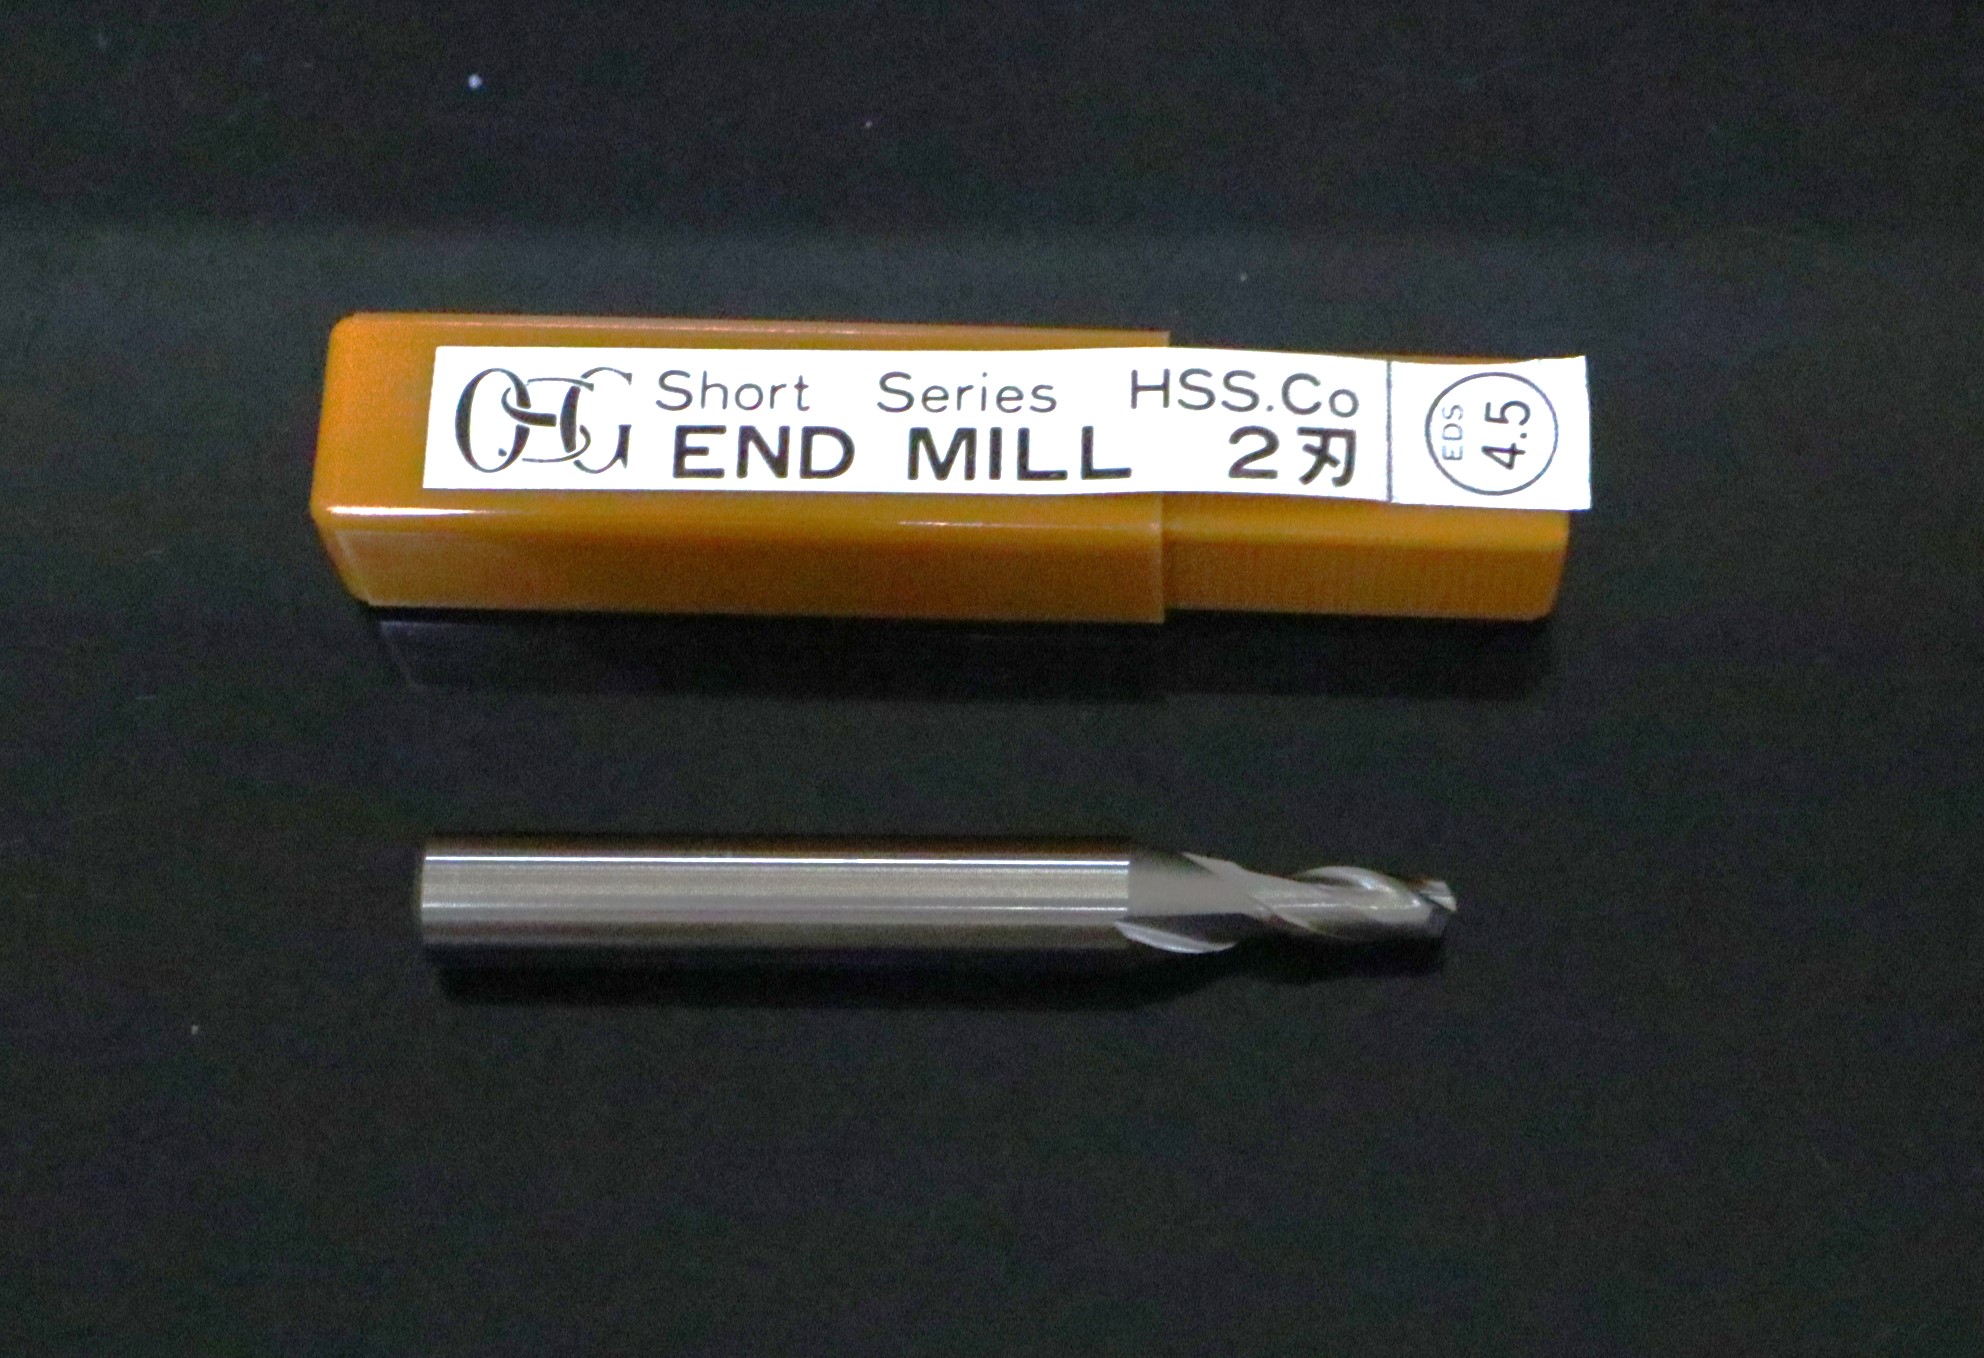 OSG
Short Series HSS.Co
END MILL 2刃
EDS
4.5